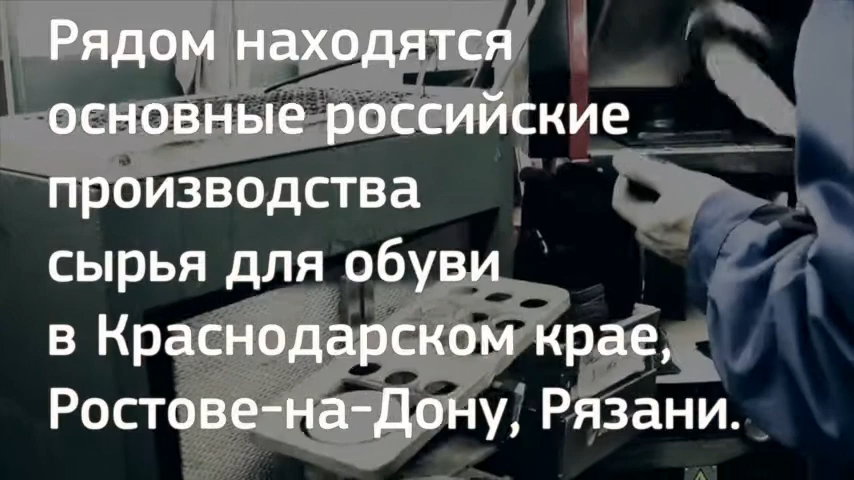 Рядом находятся
основные российские
производства
сырья для обуви
в Краснодарском крае,
Ростове-на-Дону, Рязани.